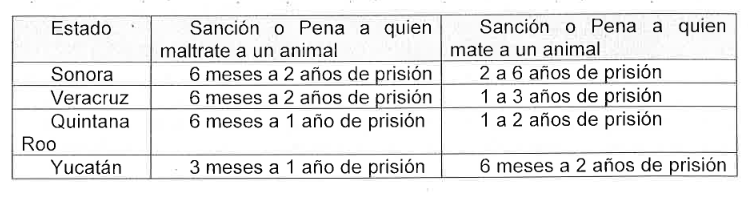 Estado Sanción o Pena a quien maltrate a un animal Sanción o Pena a quien mate a un animal
Sonora 6 meses a 2 años de prisión 2 a 6 años de prisión
Veracruz 6 meses a 2 años de prisión 1 a 3 años de prisión
Quintana Roo 6 meses a 1 año de prisión 1 a 2 años de prisión
Yucatán 3 meses a 1 año de prisión 6 meses a 2 años de prisión